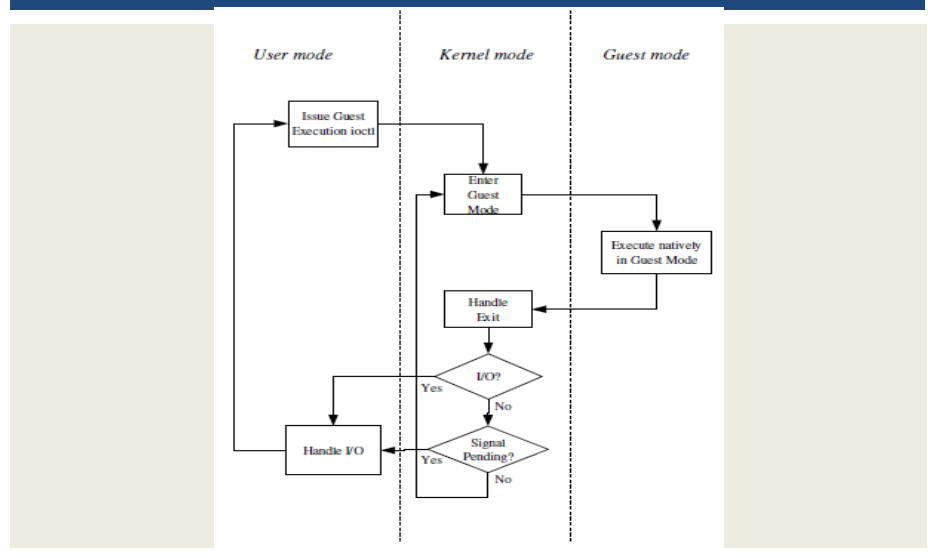 User mode
Kernel mode
Guest mode
Issue Guest
Execution ioctl
Enter
Guest
Mode
Execute natively
in Guest Mode
Handle
Exit
I/O?
Yes
No
Handle I/O
Signal
Pending?
Yes
No